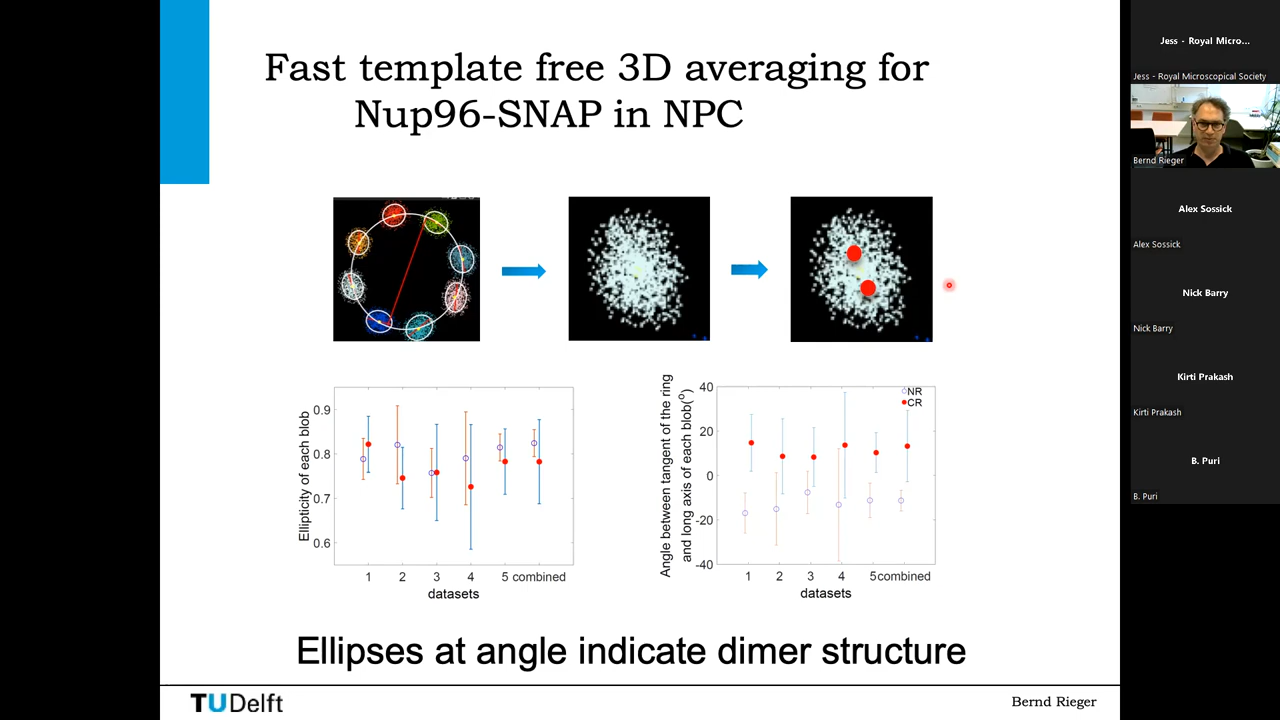 Fast template free 3D averaging for
Nup96-SNAP in NPC
Ellipticity of each blob
0.9
0.8
0.7
0.6
1 2 3 4 5 combined
datasets
Angle between tangent of the ring
and long axis of each blob(°)
40
20
0
-20
-40
NR
CR
1 2 3 4 5combined
datasets
Ellipses at angle indicate dimer structure
TUDelft
Bernd Rieger
Jess - Royal Micro...
Jess - Royal Microscopical Society
Bernd Rieger
Alex Sossick
Alex Sossick
Nick Barry
Nick Barry
Kirti Prakash
Kirti Prakash
B. Puri
B. Puri